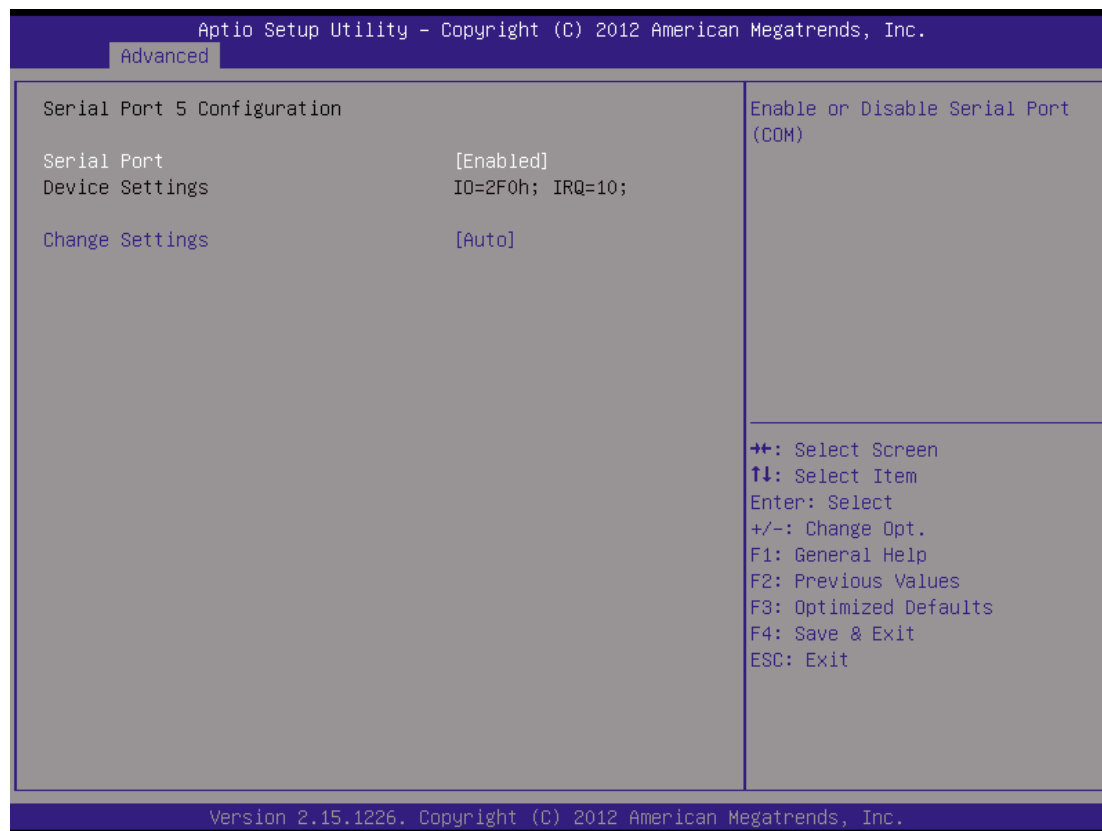 Aptio Setup Utility – Copyright (C) 2012 American Megatrends, Inc.
Advanced
Serial Port 5 Configuration
Serial Port [Enabled]
Device Settings IO=2F0h; IRQ=10;
Change Settings [Auto]
Enable or Disable Serial Port
(COM)
→←: Select Screen
↑↓: Select Item
Enter: Select
+/-: Change Opt.
F1: General Help
F2: Previous Values
F3: Optimized Defaults
F4: Save & Exit
ESC: Exit
Version 2.15.1226. Copyright (C) 2012 American Megatrends, Inc.